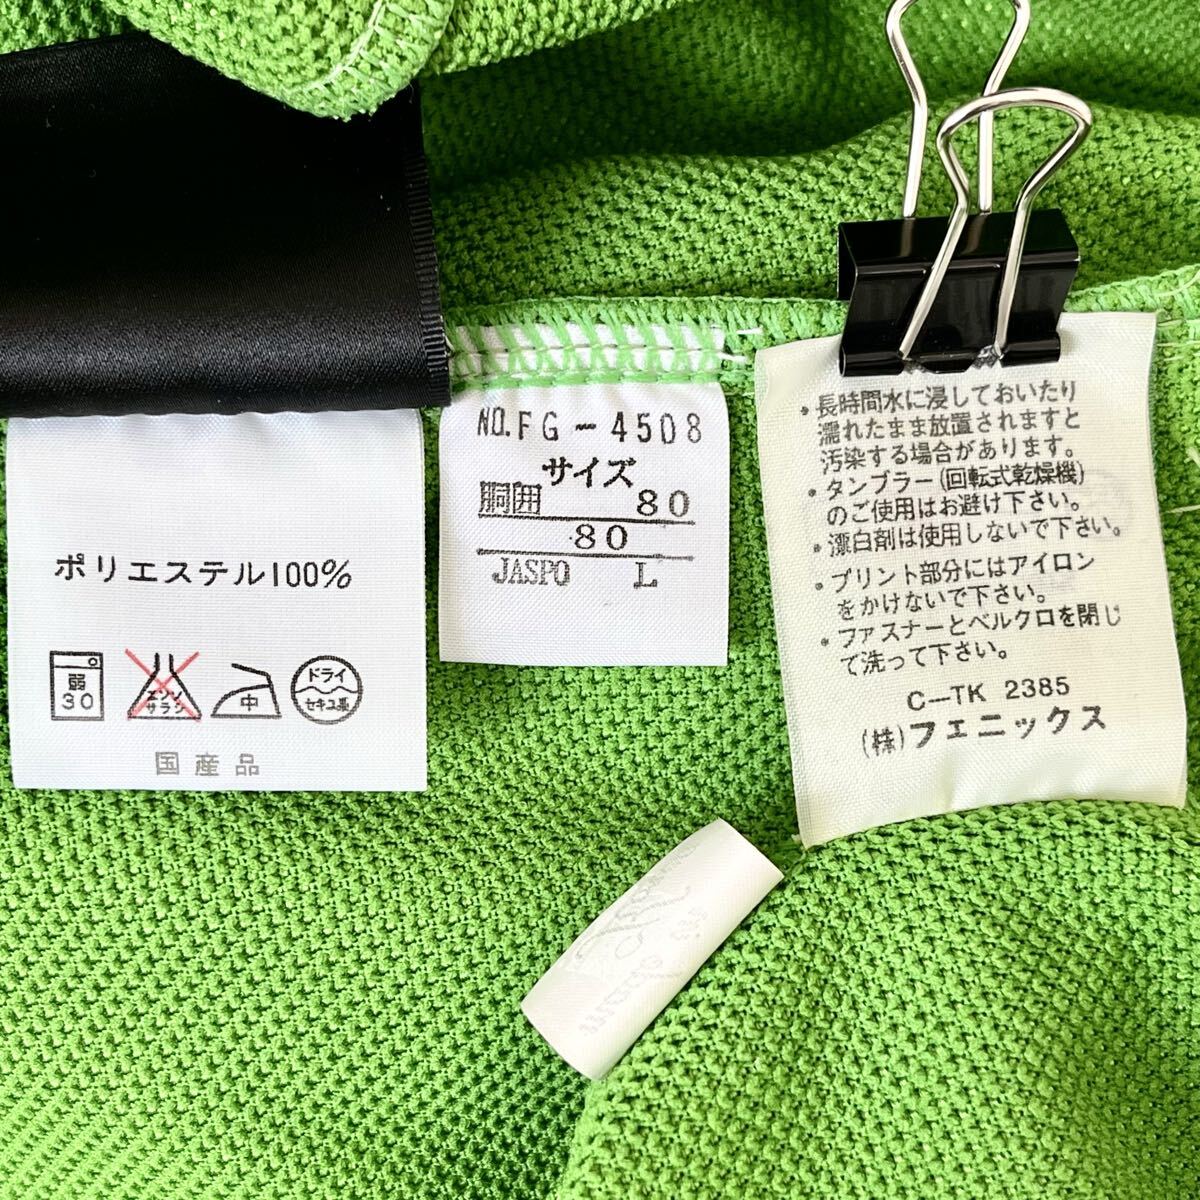 ポリエステル100%
弱
30
エンソ
サラシ
中
ドライ
セキユ系
国産品
NO.FG-4508
サイズ
胴囲 80
80
JASPO L
・長時間水に浸しておいたり
濡れたまま放置されますと
汚染する場合があります。
・タンブラー(回転式乾燥機)
のご使用はお避け下さい。
・漂白剤は使用しないで下さい。
・プリント部分にはアイロン
をかけないで下さい。
・ファスナーとベルクロを閉じ
て洗って下さい。
C-TK 2385
(株)フェニックス